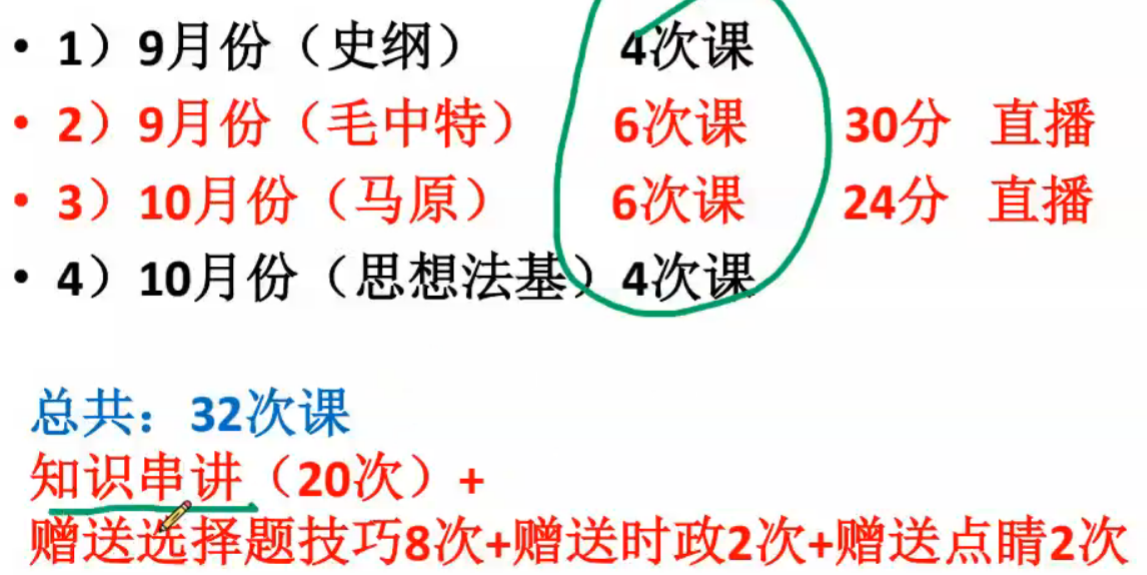 • 1）9月份（史纲） 4次课
• 2）9月份（毛中特） 6次课 30分 直播
• 3）10月份（马原） 6次课 24分 直播
• 4）10月份（思想法基）4次课
总共：32次课
知识串讲（20次）+
赠送选择题技巧8次+赠送时政2次+赠送点睛2次